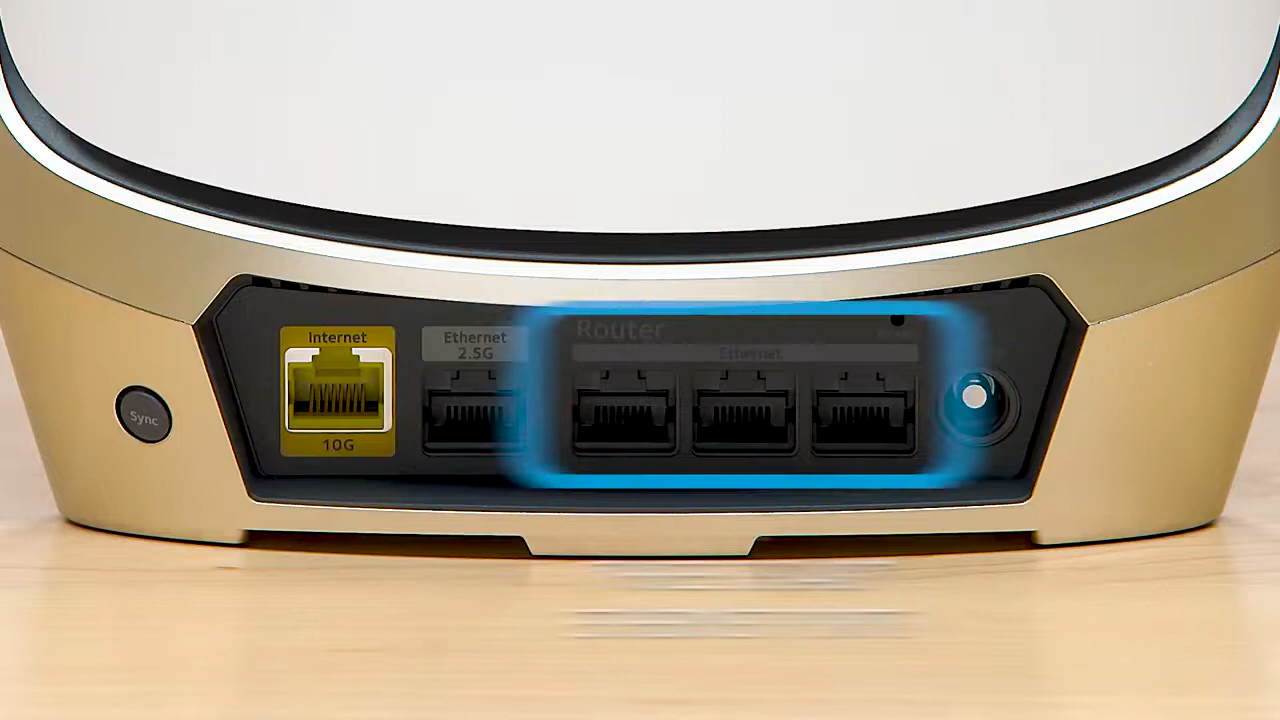 Router
Internet
Ethernet
2.5G
Ethernet
10G
Sync